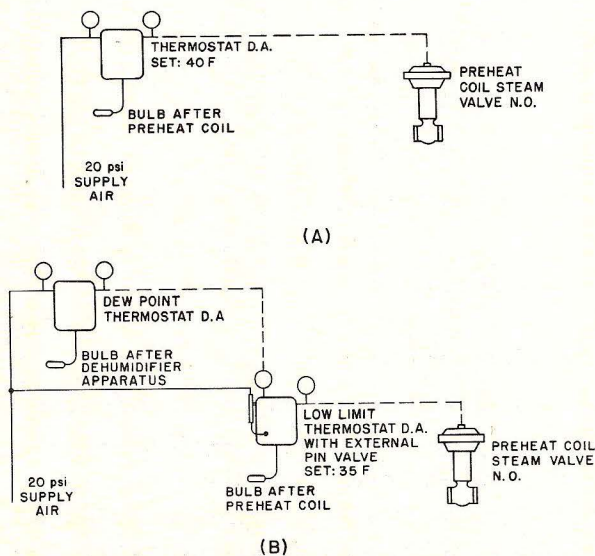 THERMOSTAT D.A.
SET: 40 F
PREHEAT
COIL STEAM
VALVE N.O.
BULB AFTER
PREHEAT COIL
20 psi
SUPPLY
AIR
(A)
DEW POINT
THERMOSTAT D.A
BULB AFTER
DEHUMIDIFIER
APPARATUS
LOW LIMIT
THERMOSTAT D.A.
WITH EXTERNAL
PIN VALVE
SET: 35 F
PREHEAT COIL
STEAM VALVE
N.O.
20 psi
SUPPLY
AIR
BULB AFTER
PREHEAT COIL
(B)